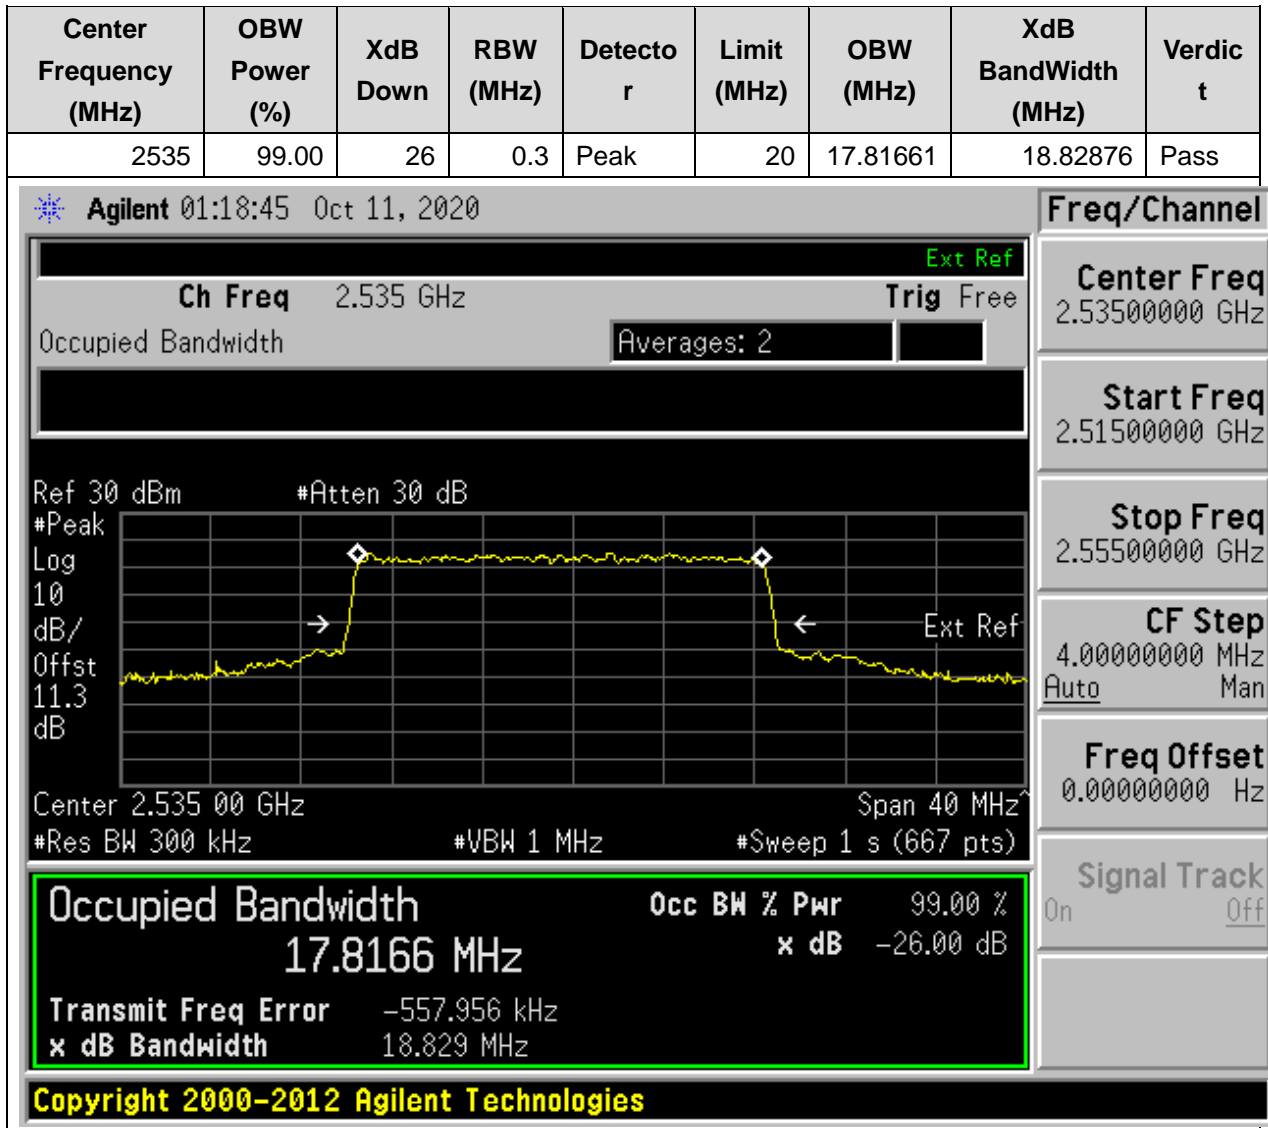 Center Frequency (MHz) OBW Power (%) XdB Down RBW (MHz) Detecto r Limit (MHz) OBW (MHz) XdB BandWidth (MHz) Verdic t
2535 99.00 26 0.3 Peak 20 17.81661 18.82876 Pass
Agilent 01:18:45 Oct 11, 2020
Freq/Channel
Ext Ref
Ch Freq 2.535 GHz Trig Free
Occupied Bandwidth Averages: 2
Center Freq
2.53500000 GHz
Start Freq
2.51500000 GHz
Stop Freq
2.55500000 GHz
CF Step
4.00000000 MHz
Auto Man
Freq Offset
0.00000000 Hz
Signal Track
On Off
Ref 30 dBm #Atten 30 dB
#Peak
Log
10
dB/
Offst
11.3
dB
Ext Ref
Center 2.535 00 GHz Span 40 MHz^
#Res BW 300 kHz #VBW 1 MHz #Sweep 1 s (667 pts)
Occupied Bandwidth Occ BW % Pwr 99.00 %
17.8166 MHz x dB -26.00 dB
Transmit Freq Error -557.956 kHz
x dB Bandwidth 18.829 MHz
Copyright 2000-2012 Agilent Technologies